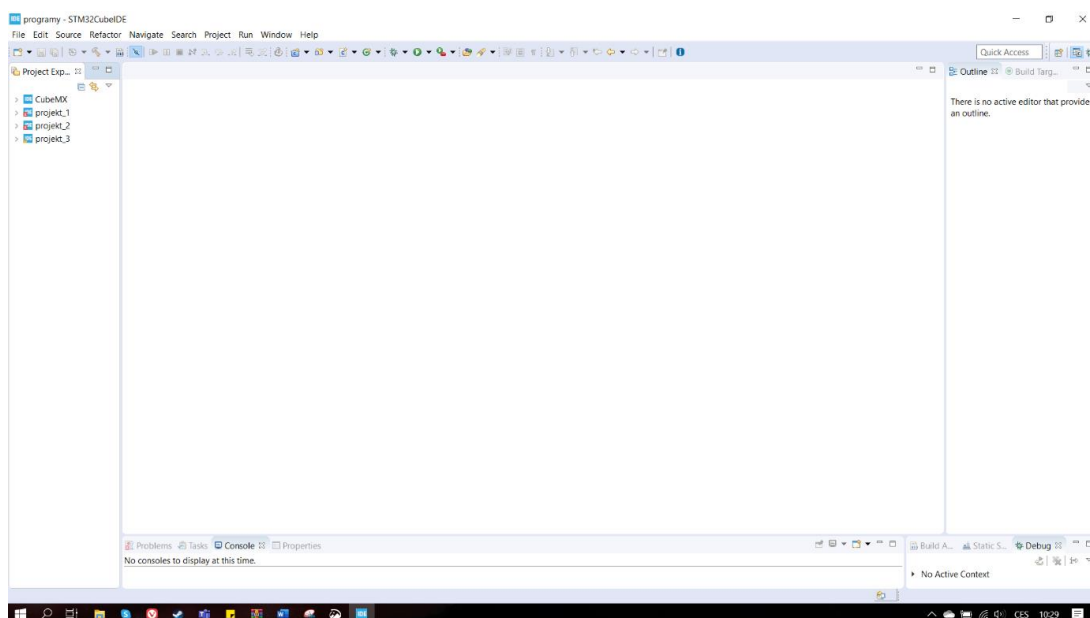 IDE programy - STM32CubeIDE
File Edit Source Refactor Navigate Search Project Run Window Help
Quick Access
Project Exp...
Outline Build Targ...
CubeMX
projekt_1
projekt_2
projekt_3
There is no active editor that provide
an outline.
Problems Tasks Console Properties
No consoles to display at this time.
Build A... Static S... Debug
No Active Context
CES 10:29